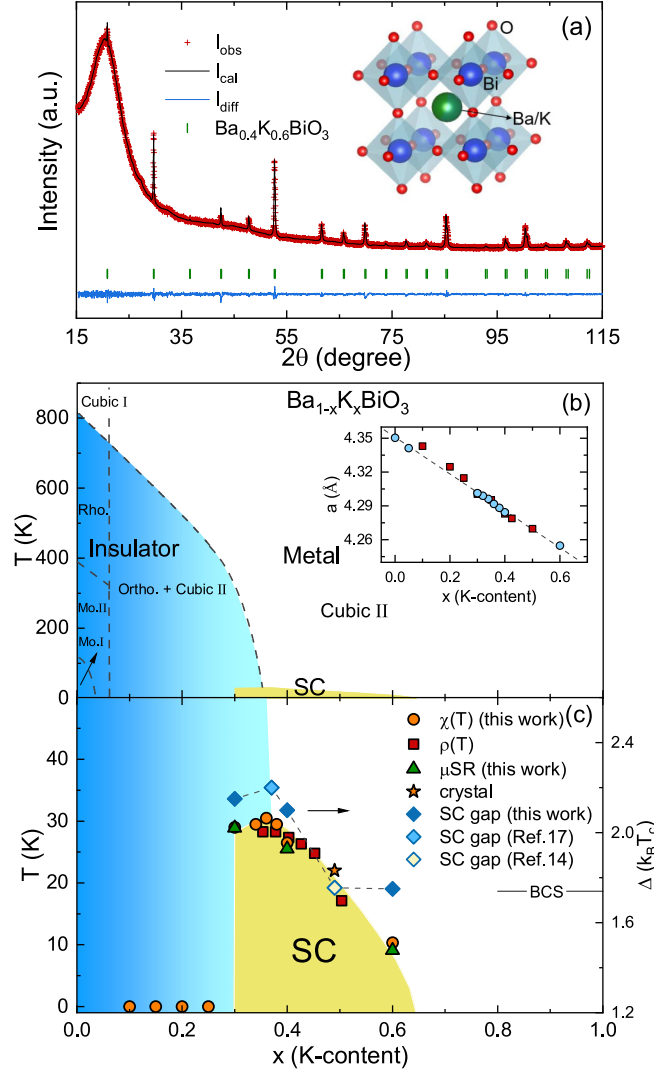 (a)
I_obs
I_cal
I_diff
Ba₀.₄K₀.₆BiO₃
O
Bi
Ba/K
Intensity (a.u.)
15 35 55 75 95 115
2θ (degree)
Ba₁₋ₓKₓBiO₃
(b)
Cubic I
800
600
400
200
0
T (K)
Rho.
Insulator
Metal
Ortho. + Cubic II
Cubic II
Mo.II
Mo.I
SC
4.35
4.32
4.29
4.26
a (Å)
0.0 0.2 0.4 0.6
x (K-content)
(c)
χ(T) (this work)
ρ(T)
μSR (this work)
crystal
SC gap (this work)
SC gap (Ref.17)
SC gap (Ref.14)
BCS
SC
40
30
20
10
0
T (K)
2.4
2.0
1.6
1.2
Δ (k_BT_c)
0.0 0.2 0.4 0.6 0.8 1.0
x (K-content)